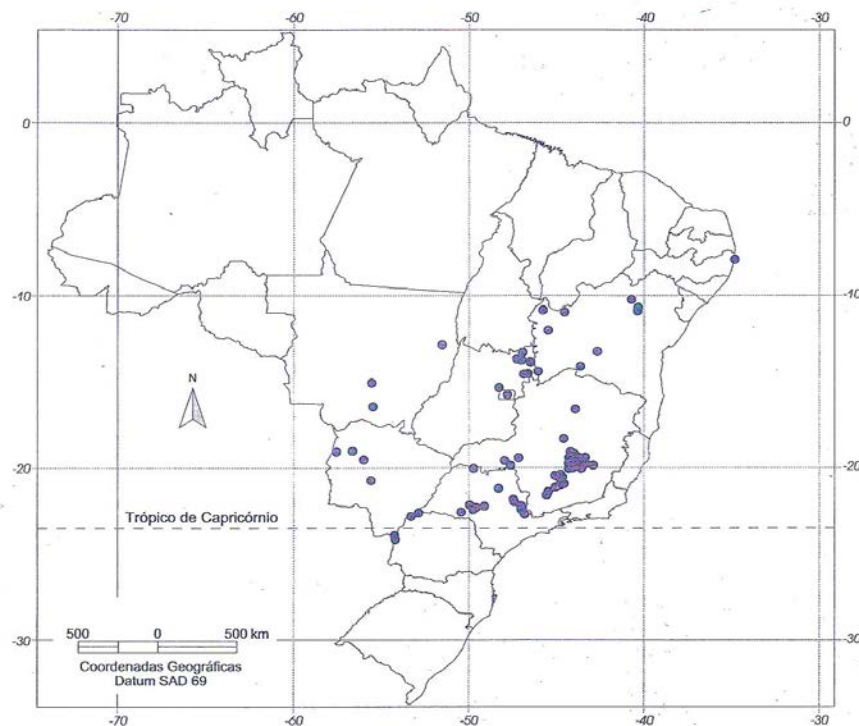 -70 -60 -50 -40 -30
0 0
-10 -10
N
-20 -20
Trópico de Capricórnio
500 0 500 km
-30 -30
Coordenadas Geográficas
Datum SAD 69
-70 -60 -50 -40 -30